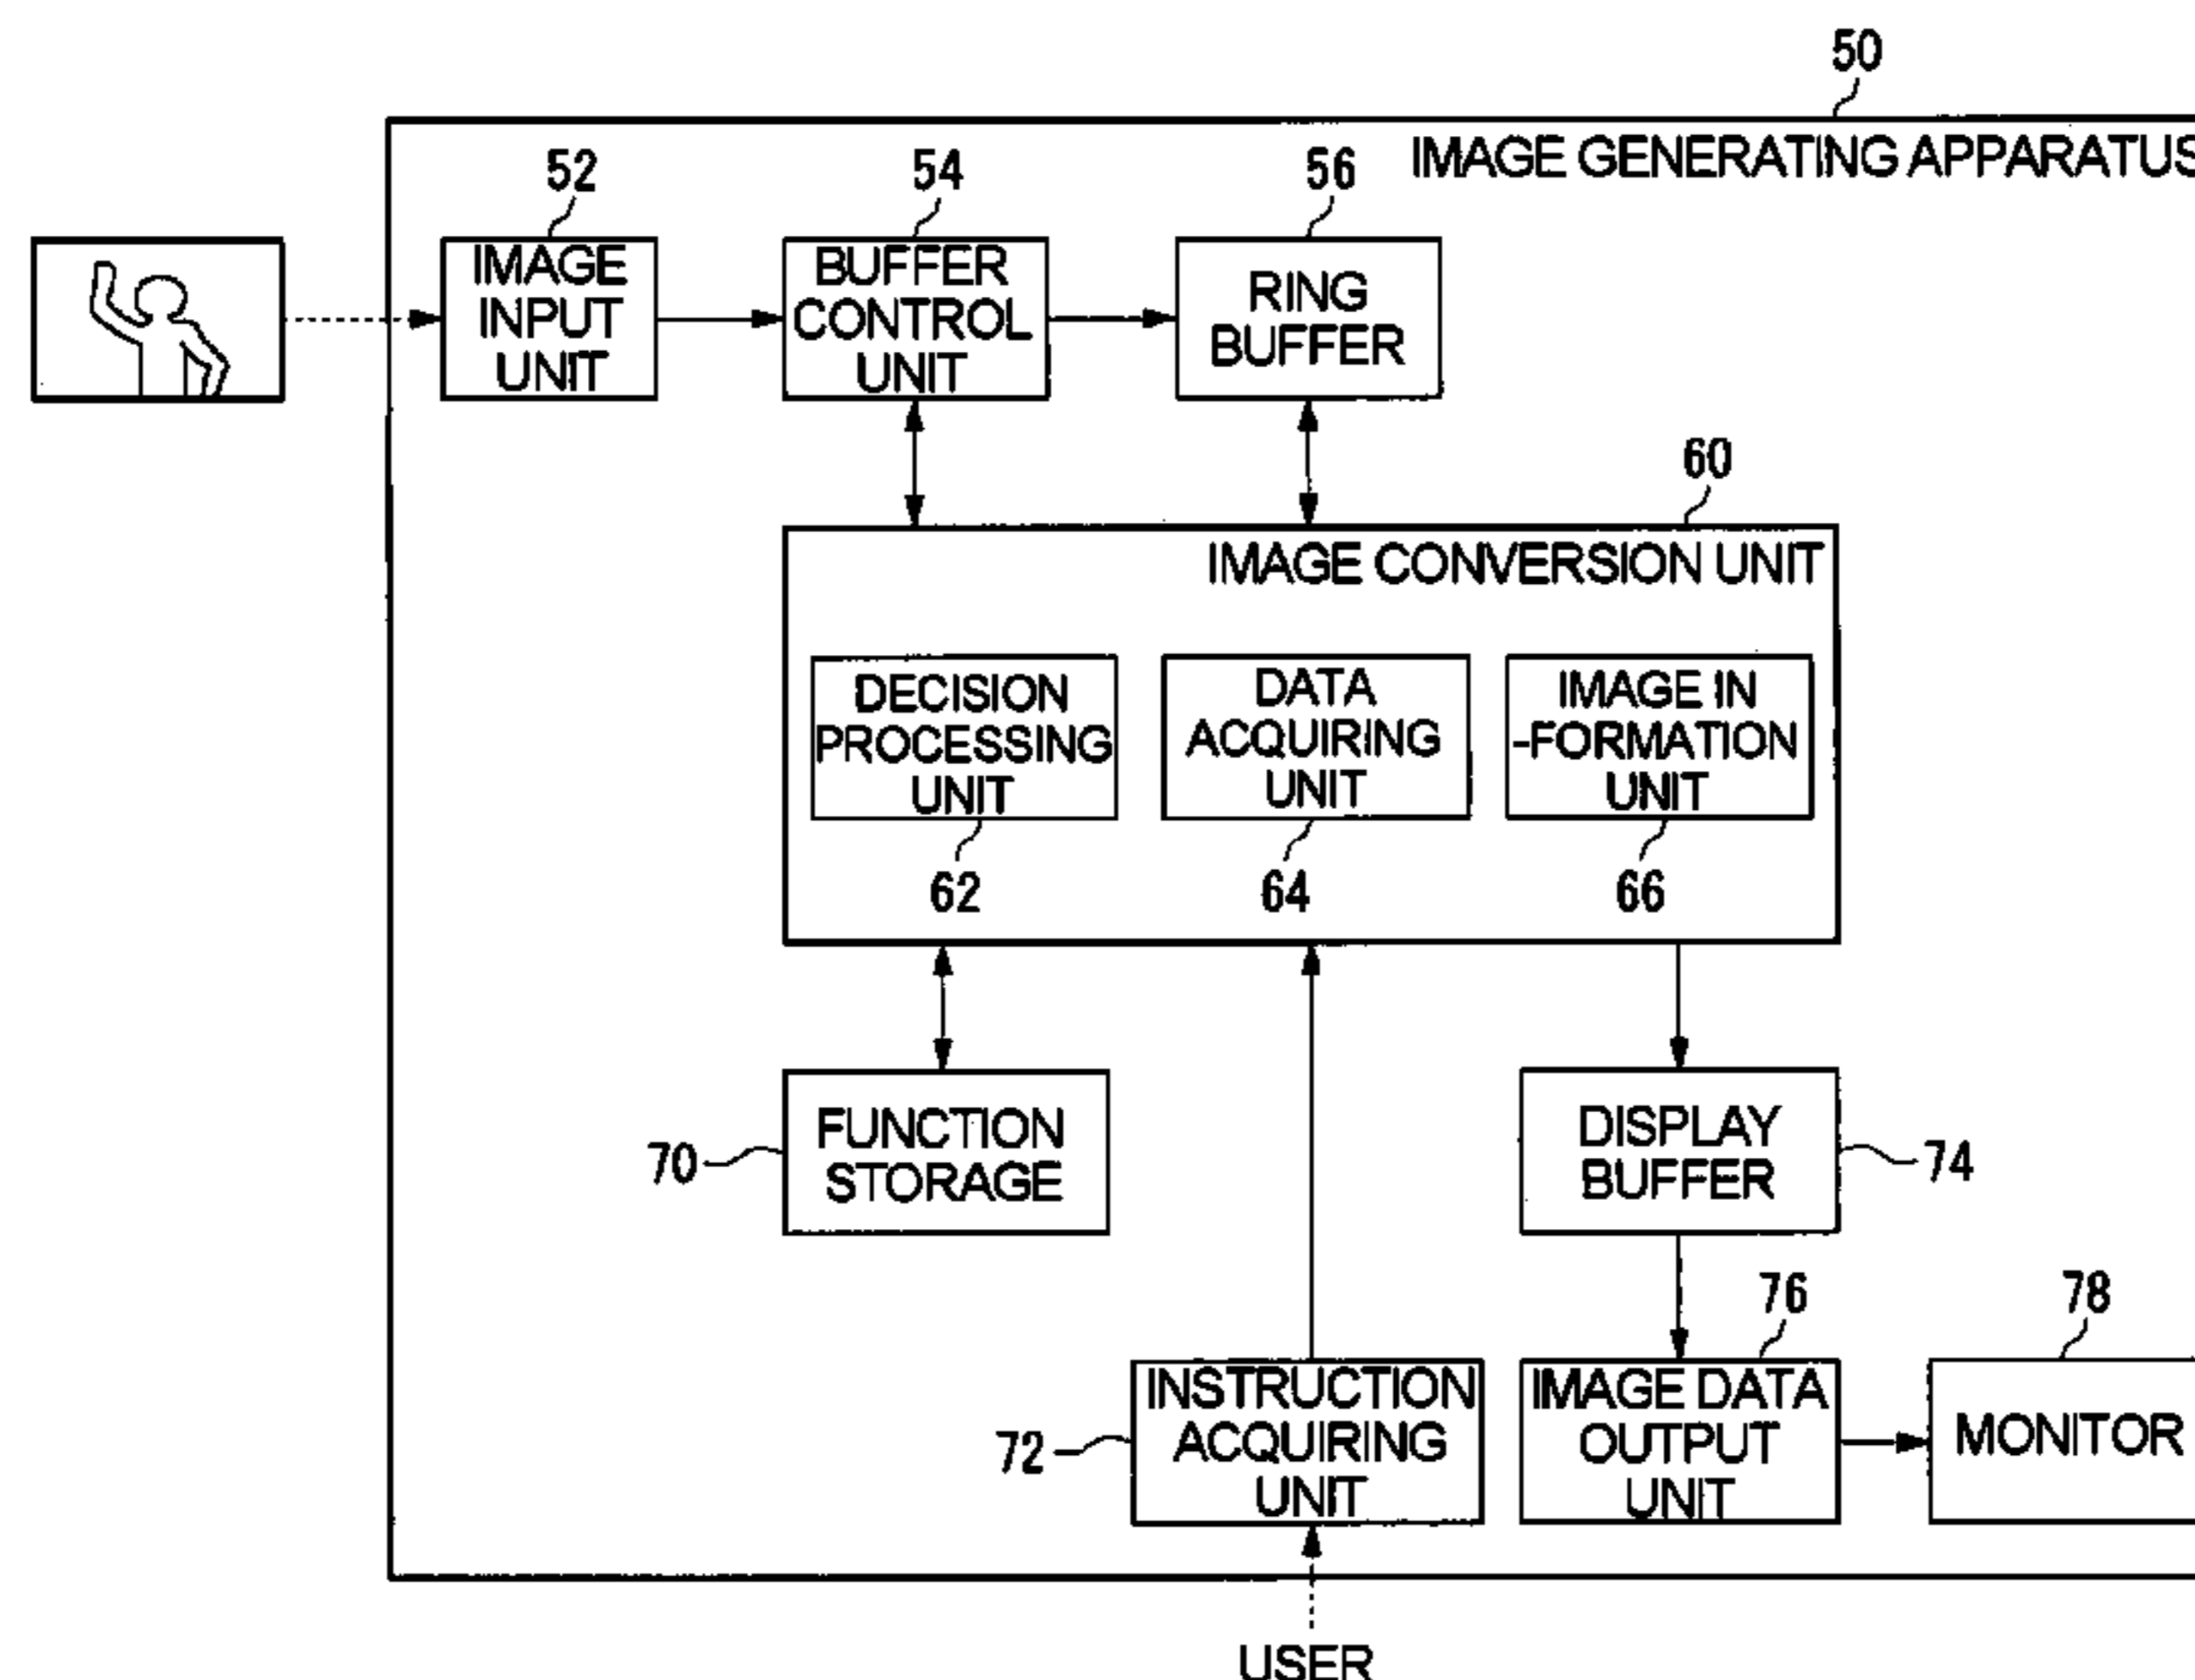 50
IMAGE GENERATING APPARATUS
52
54
56
IMAGE
INPUT
UNIT
BUFFER
CONTROL
UNIT
RING
BUFFER
60
IMAGE CONVERSION UNIT
DECISION
PROCESSING
UNIT
DATA
ACQUIRING
UNIT
IMAGE IN
-FORMATION
UNIT
62
64
66
70
FUNCTION
STORAGE
DISPLAY
BUFFER
74
76
78
72
INSTRUCTION
ACQUIRING
UNIT
IMAGE DATA
OUTPUT
UNIT
MONITOR
USER